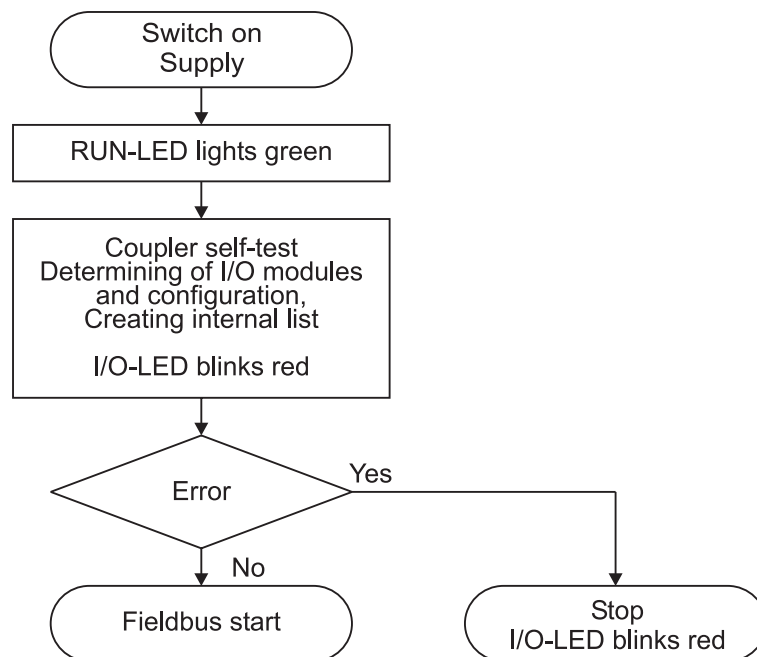 Switch on
Supply
RUN-LED lights green
Coupler self-test
Determining of I/O modules
and configuration,
Creating internal list
I/O-LED blinks red
Error
Yes
No
Fieldbus start
Stop
I/O-LED blinks red